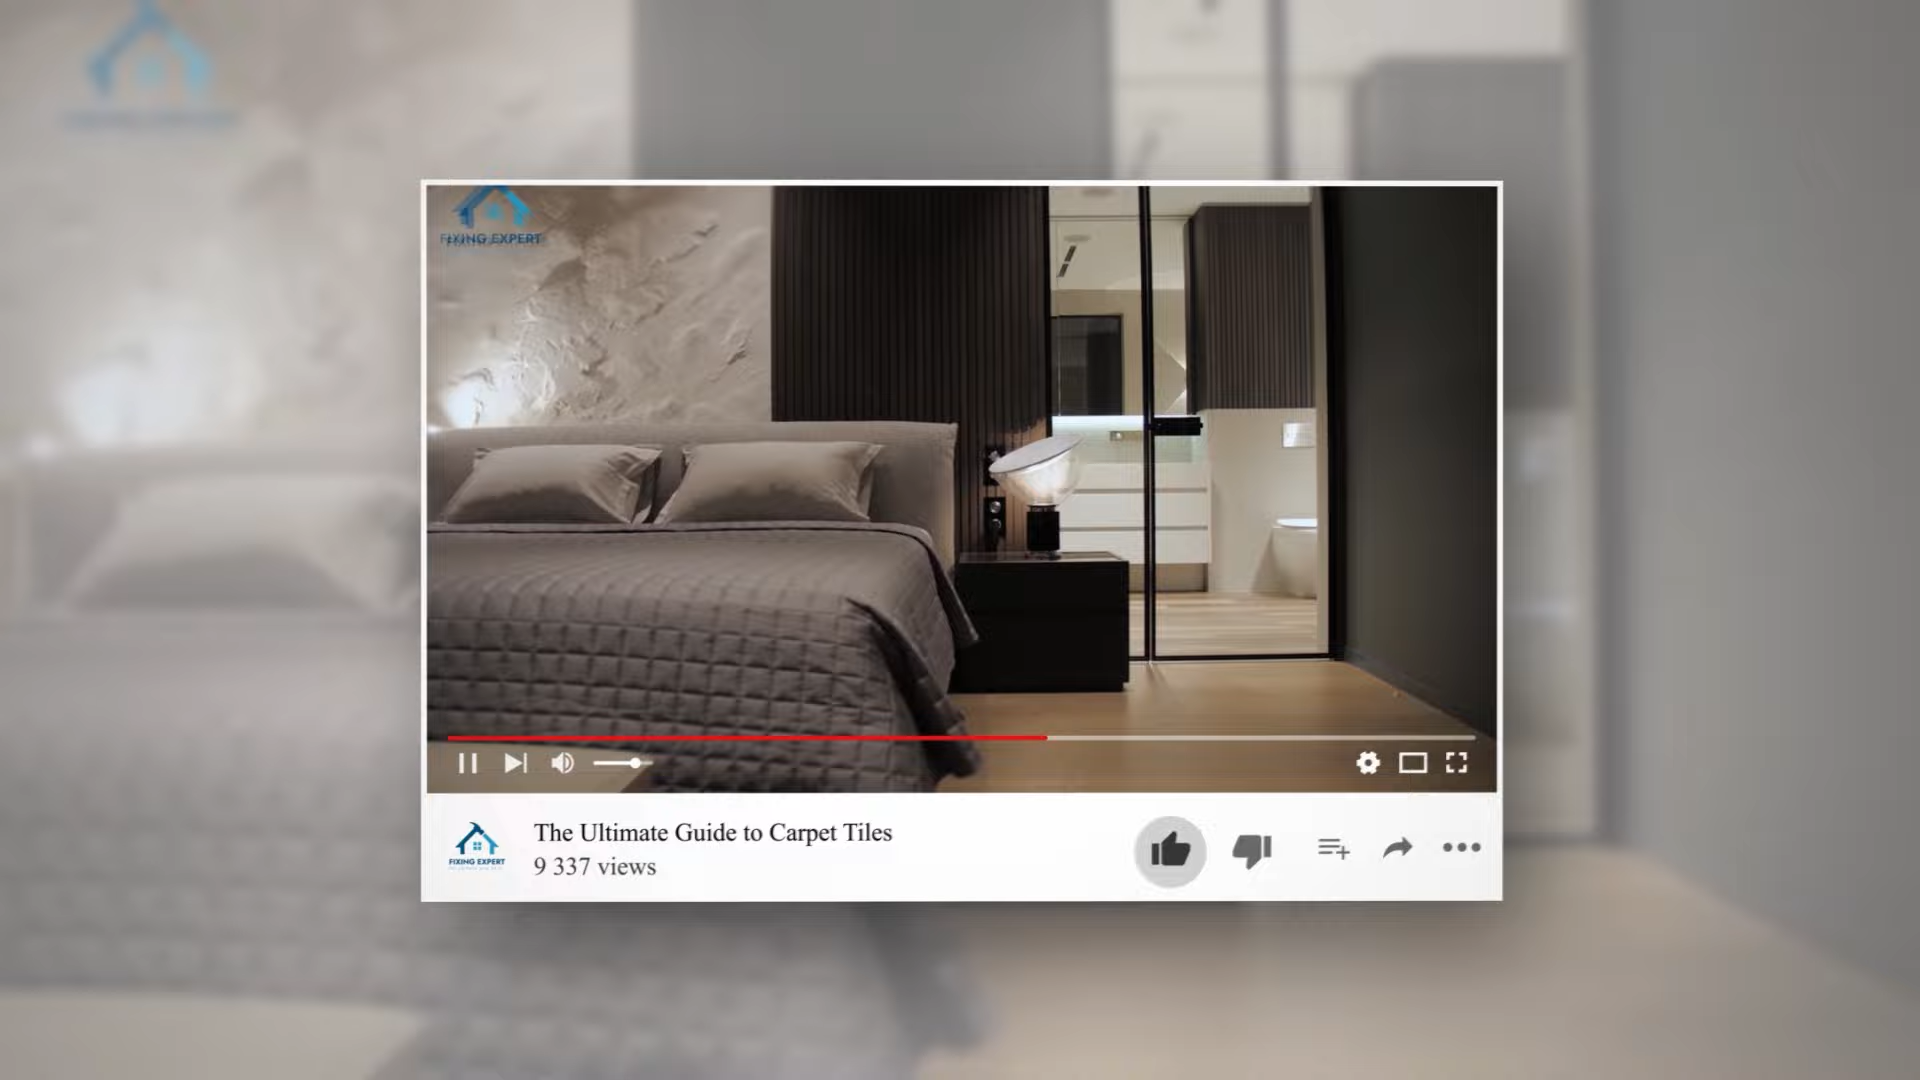 FIXING EXPERT
The Ultimate Guide to Carpet Tiles
9 337 views
FIXING EXPERT